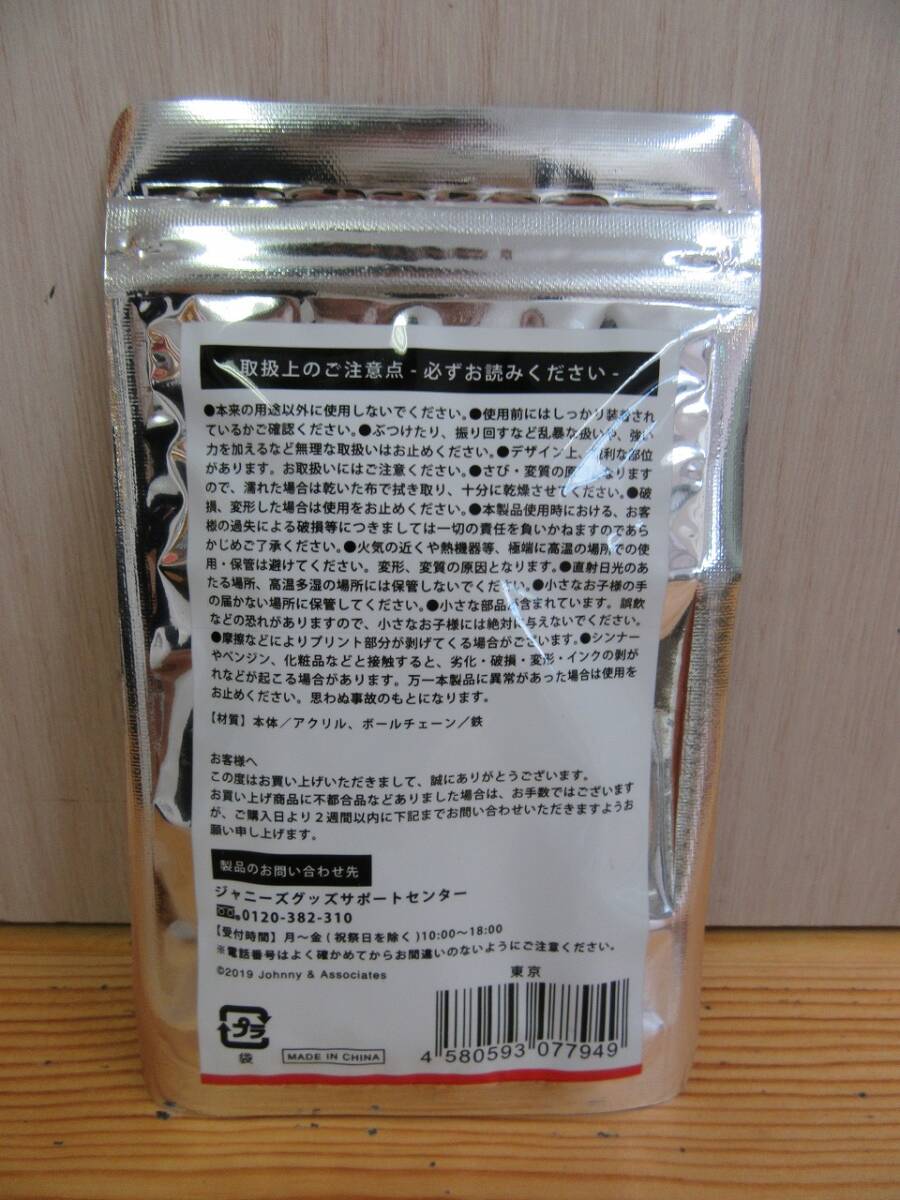 取扱上のご注意点 - 必ずお読みください -
●本来の用途以外に使用しないでください。●使用前にはしっかり装着され
ているかご確認ください。●ぶつけたり、振り回すなど乱暴な扱いや、強い
力を加えるなど無理な取扱いはお止めください。●デザイン上、鋭利な部位
があります。お取扱いにはご注意ください。●さび・変質の原因となります
ので、濡れた場合は乾いた布で拭き取り、十分に乾燥させてください。●破
損、変形した場合は使用をお止めください。●本製品使用時における、お客
様の過失による破損等につきましては一切の責任を負いかねますのであら
かじめご了承ください。●火気の近くや熱機器等、極端に高温の場所での使
用・保管は避けてください。変形、変質の原因となります。●直射日光のあ
たる場所、高温多湿の場所には保管しないでください。●小さなお子様の手
の届かない場所に保管してください。●小さな部品が含まれています。誤飲
などの恐れがありますので、小さなお子様には絶対に与えないでください。
●摩擦などによりプリント部分が剥げてくる場合がございます。●シンナー
やベンジン、化粧品などと接触すると、劣化・破損・変形・インクの剥が
れなどが起こる場合があります。万一本製品に異常があった場合は使用を
お止めください。思わぬ事故のもとになります。
【材質】本体／アクリル、ボールチェーン／鉄
お客様へ
この度はお買い上げいただきまして、誠にありがとうございます。
お買い上げ商品に不都合品などありました場合は、お手数ではございます
が、ご購入日より２週間以内に下記までお問い合わせいただきますようお
願い申し上げます。
製品のお問い合わせ先
ジャニーズグッズサポートセンター
0120-382-310
【受付時間】月～金(祝祭日を除く)10:00～18:00
※電話番号はよく確かめてからお間違いのないようにご注意ください。
©2019 Johnny & Associates
東京
プラ
袋
MADE IN CHINA
4 580593 077949